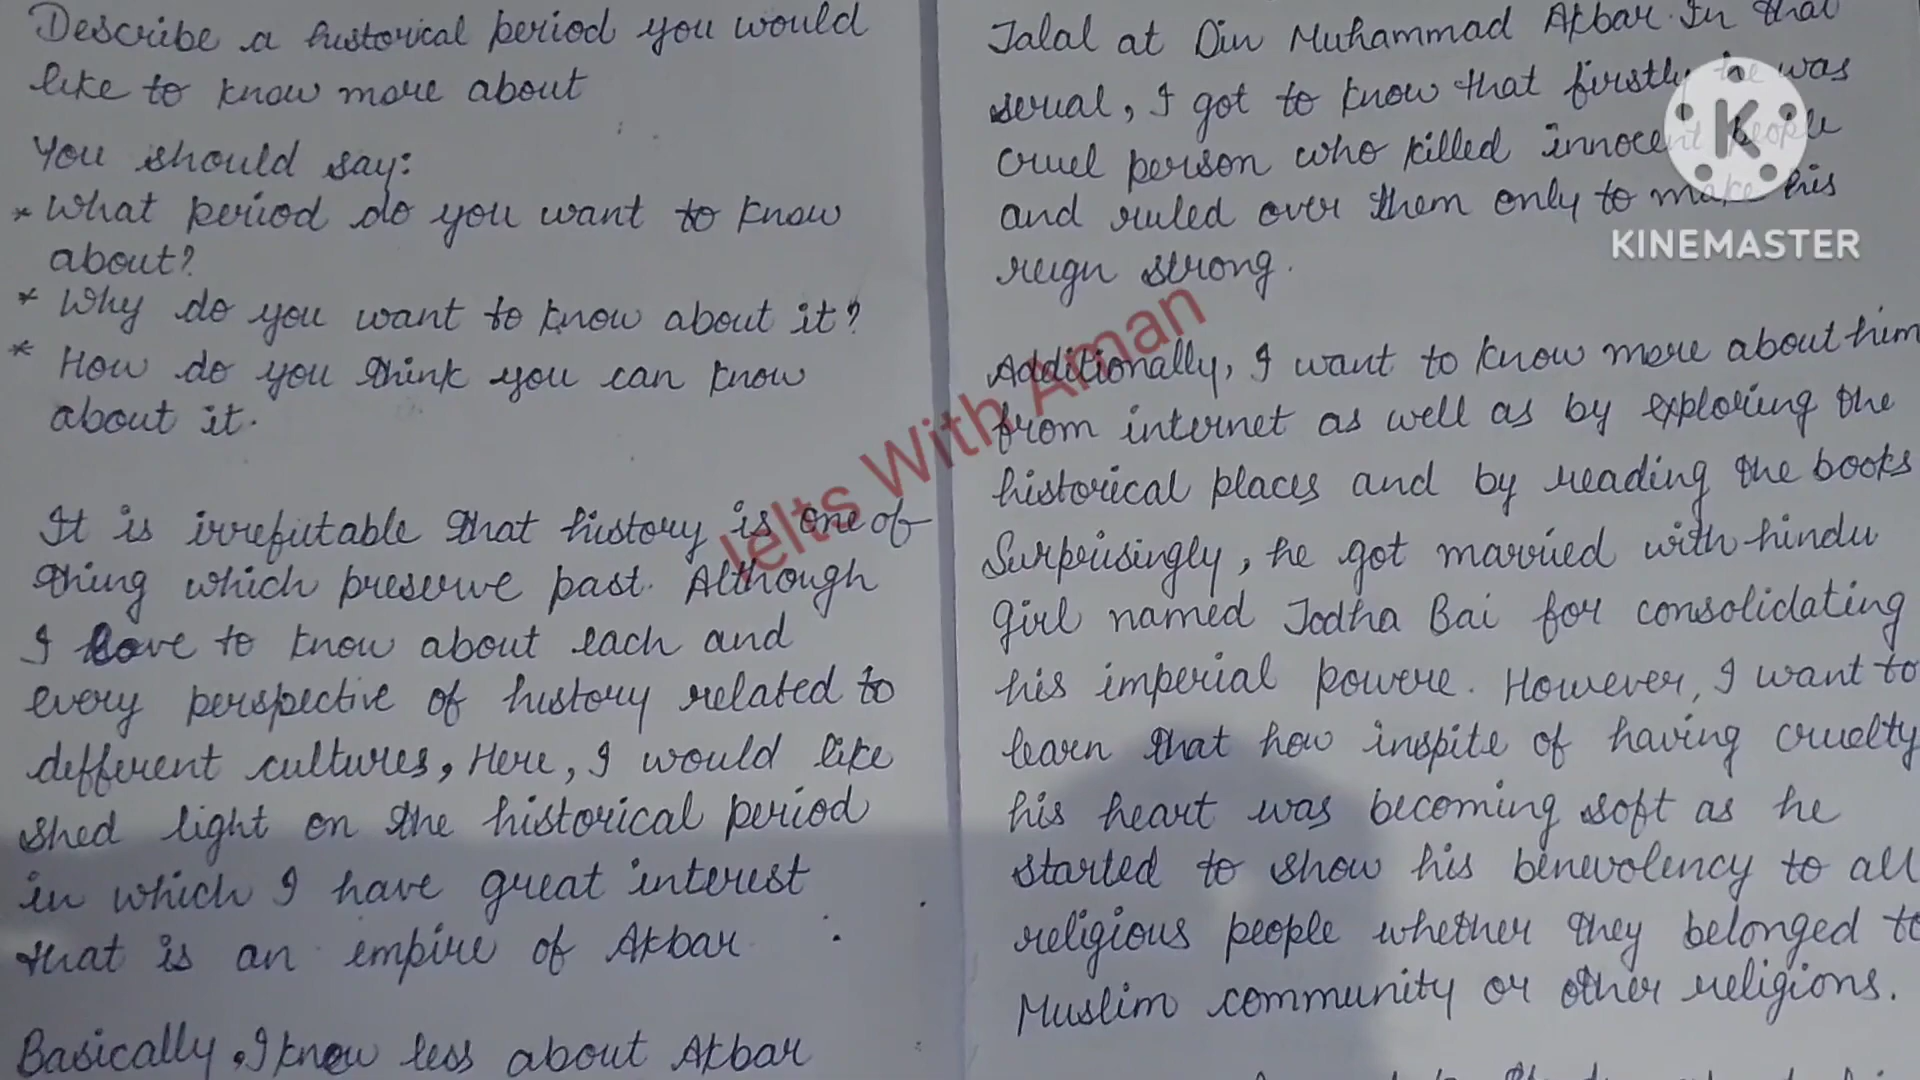 Describe a historical period you would
like to know more about
You should say:
* What period do you want to know
about?
* Why do you want to know about it?
* How do you think you can know
about it.
It is irrefutable that history is one of
thing which preserve past. Although
I love to know about each and
every perspective of history related to
different cultures, Here, I would like
shed light on the historical period
in which I have great interest
that is an empire of Akbar
Basically, I know less about Akbar
Jalal at Din Muhammad Akbar. In that
serial, I got to know that firstly he was
cruel person who killed innocent people
and ruled over them only to make his
reign strong.
Additionally, I want to know more about him
from internet as well as by exploring the
historical places and by reading the books
Surprisingly, he got married with hindu
girl named Jodha Bai for consolidating
his imperial powere. However, I want to
learn that how inspite of having cruelty
his heart was becoming soft as he
started to show his benevolency to all
religious people whether they belonged to
Muslim community or other religions.
Ielts With Aman
K
KINEMASTER